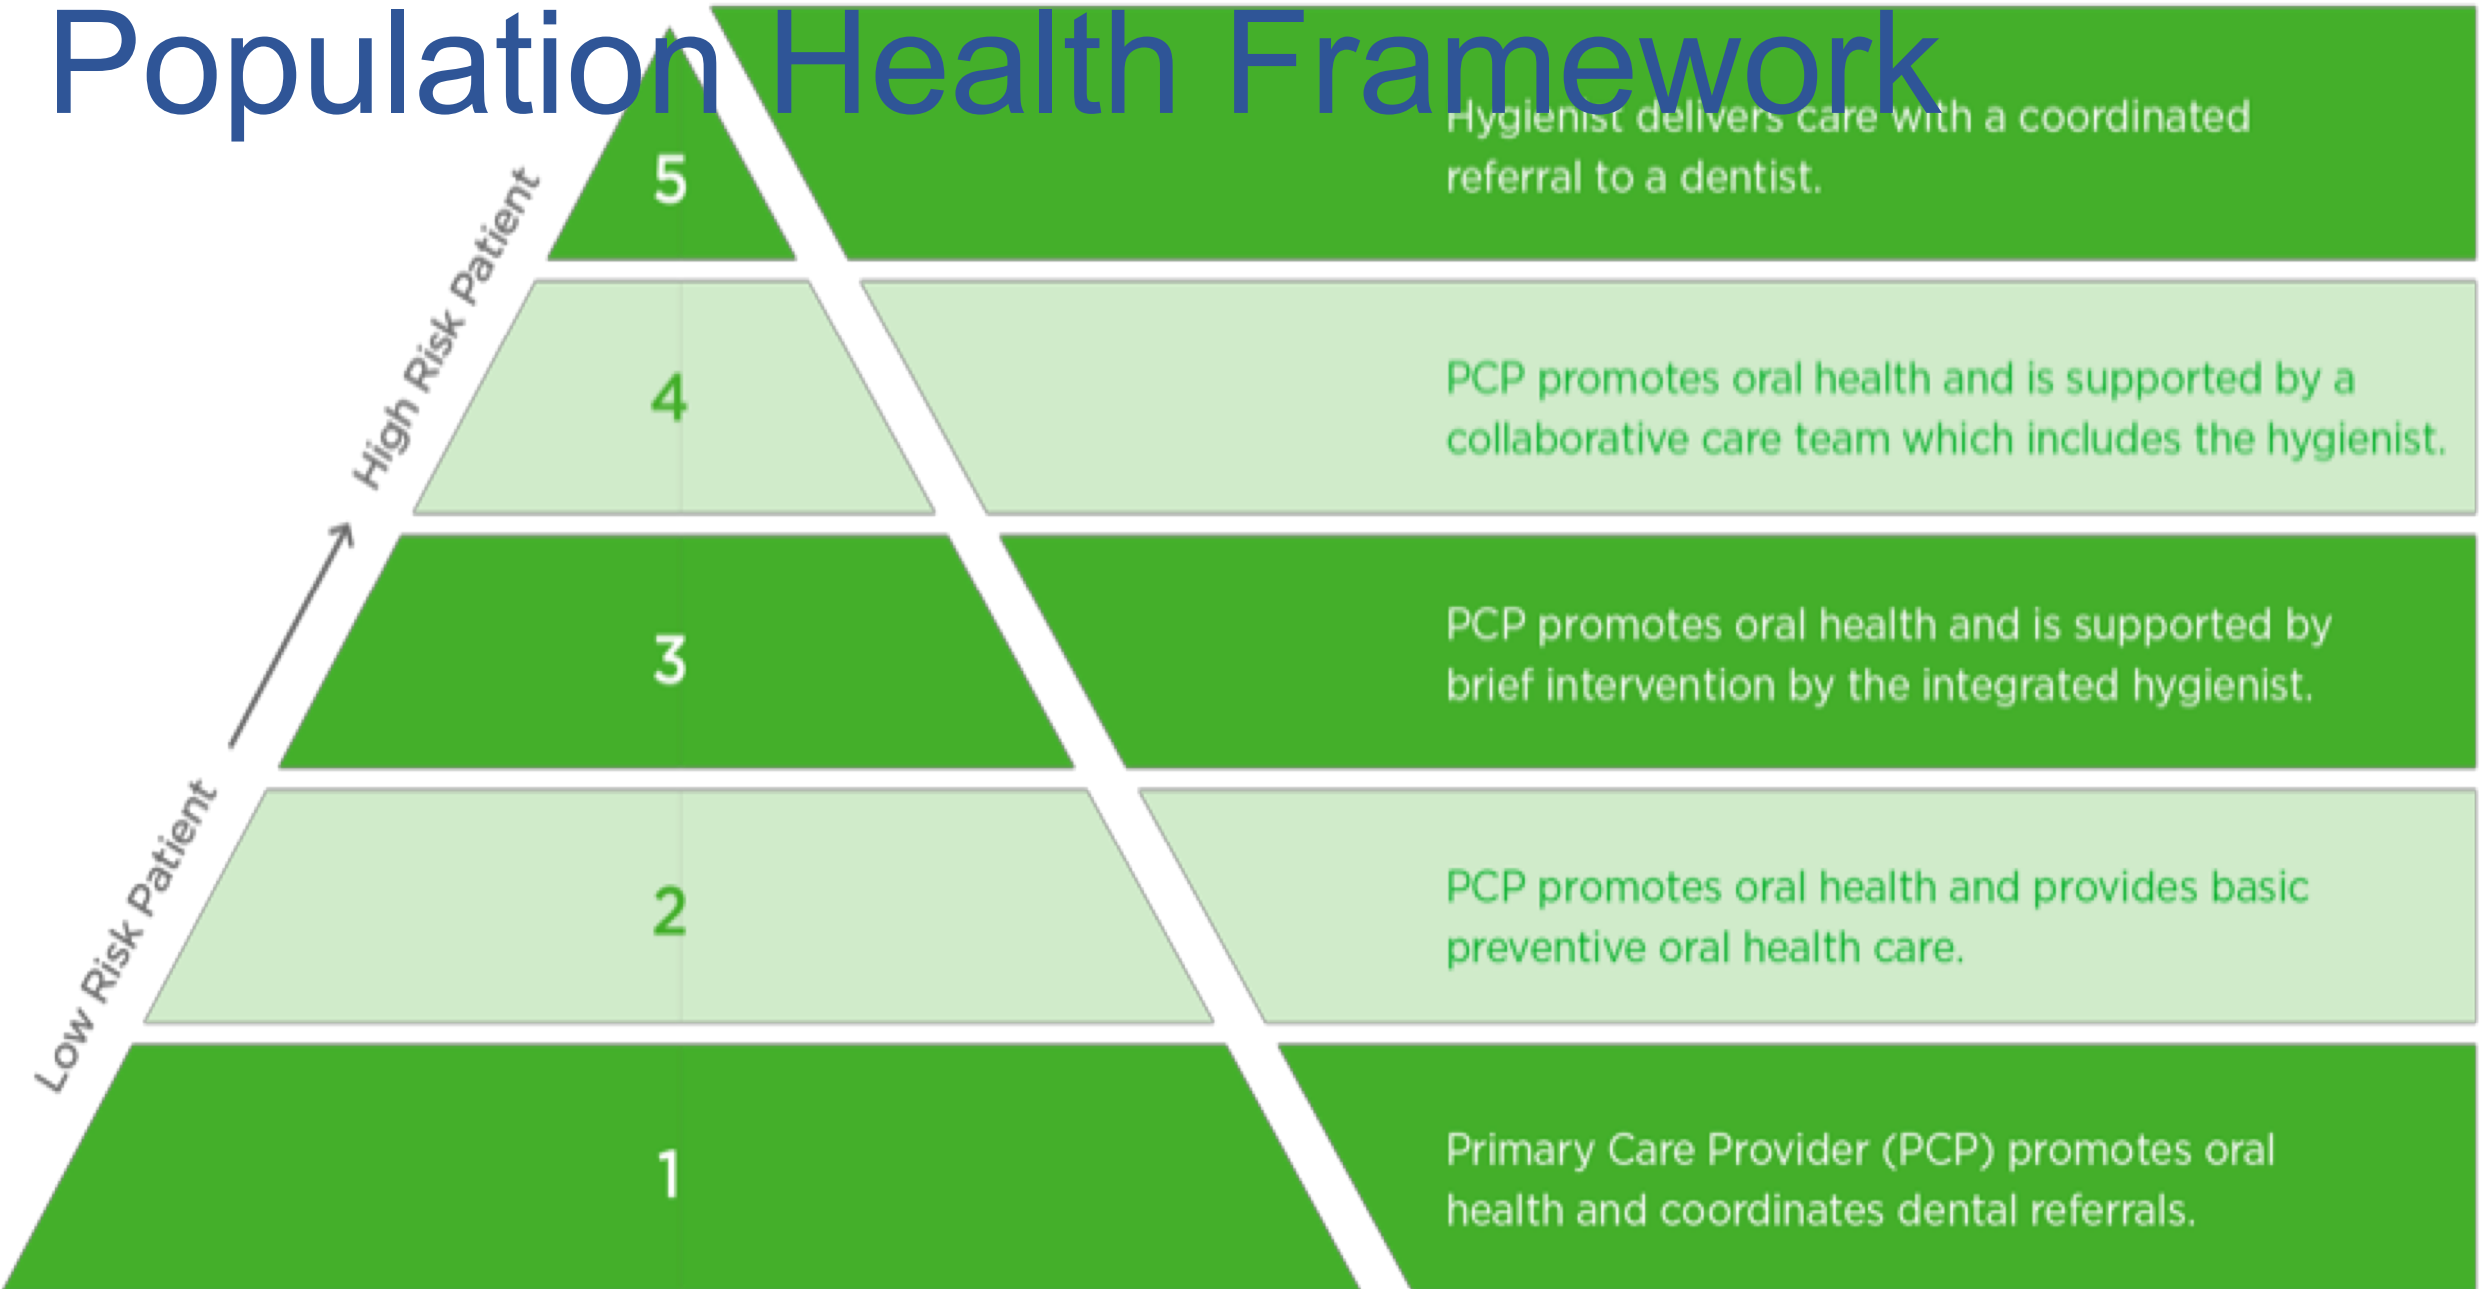 Population Health Framework
Hygienist delivers care with a coordinated
referral to a dentist.
5
High Risk Patient
PCP promotes oral health and is supported by a
collaborative care team which includes the hygienist.
4
PCP promotes oral health and is supported by
brief intervention by the integrated hygienist.
3
Low Risk Patient
PCP promotes oral health and provides basic
preventive oral health care.
2
Primary Care Provider (PCP) promotes oral
health and coordinates dental referrals.
1